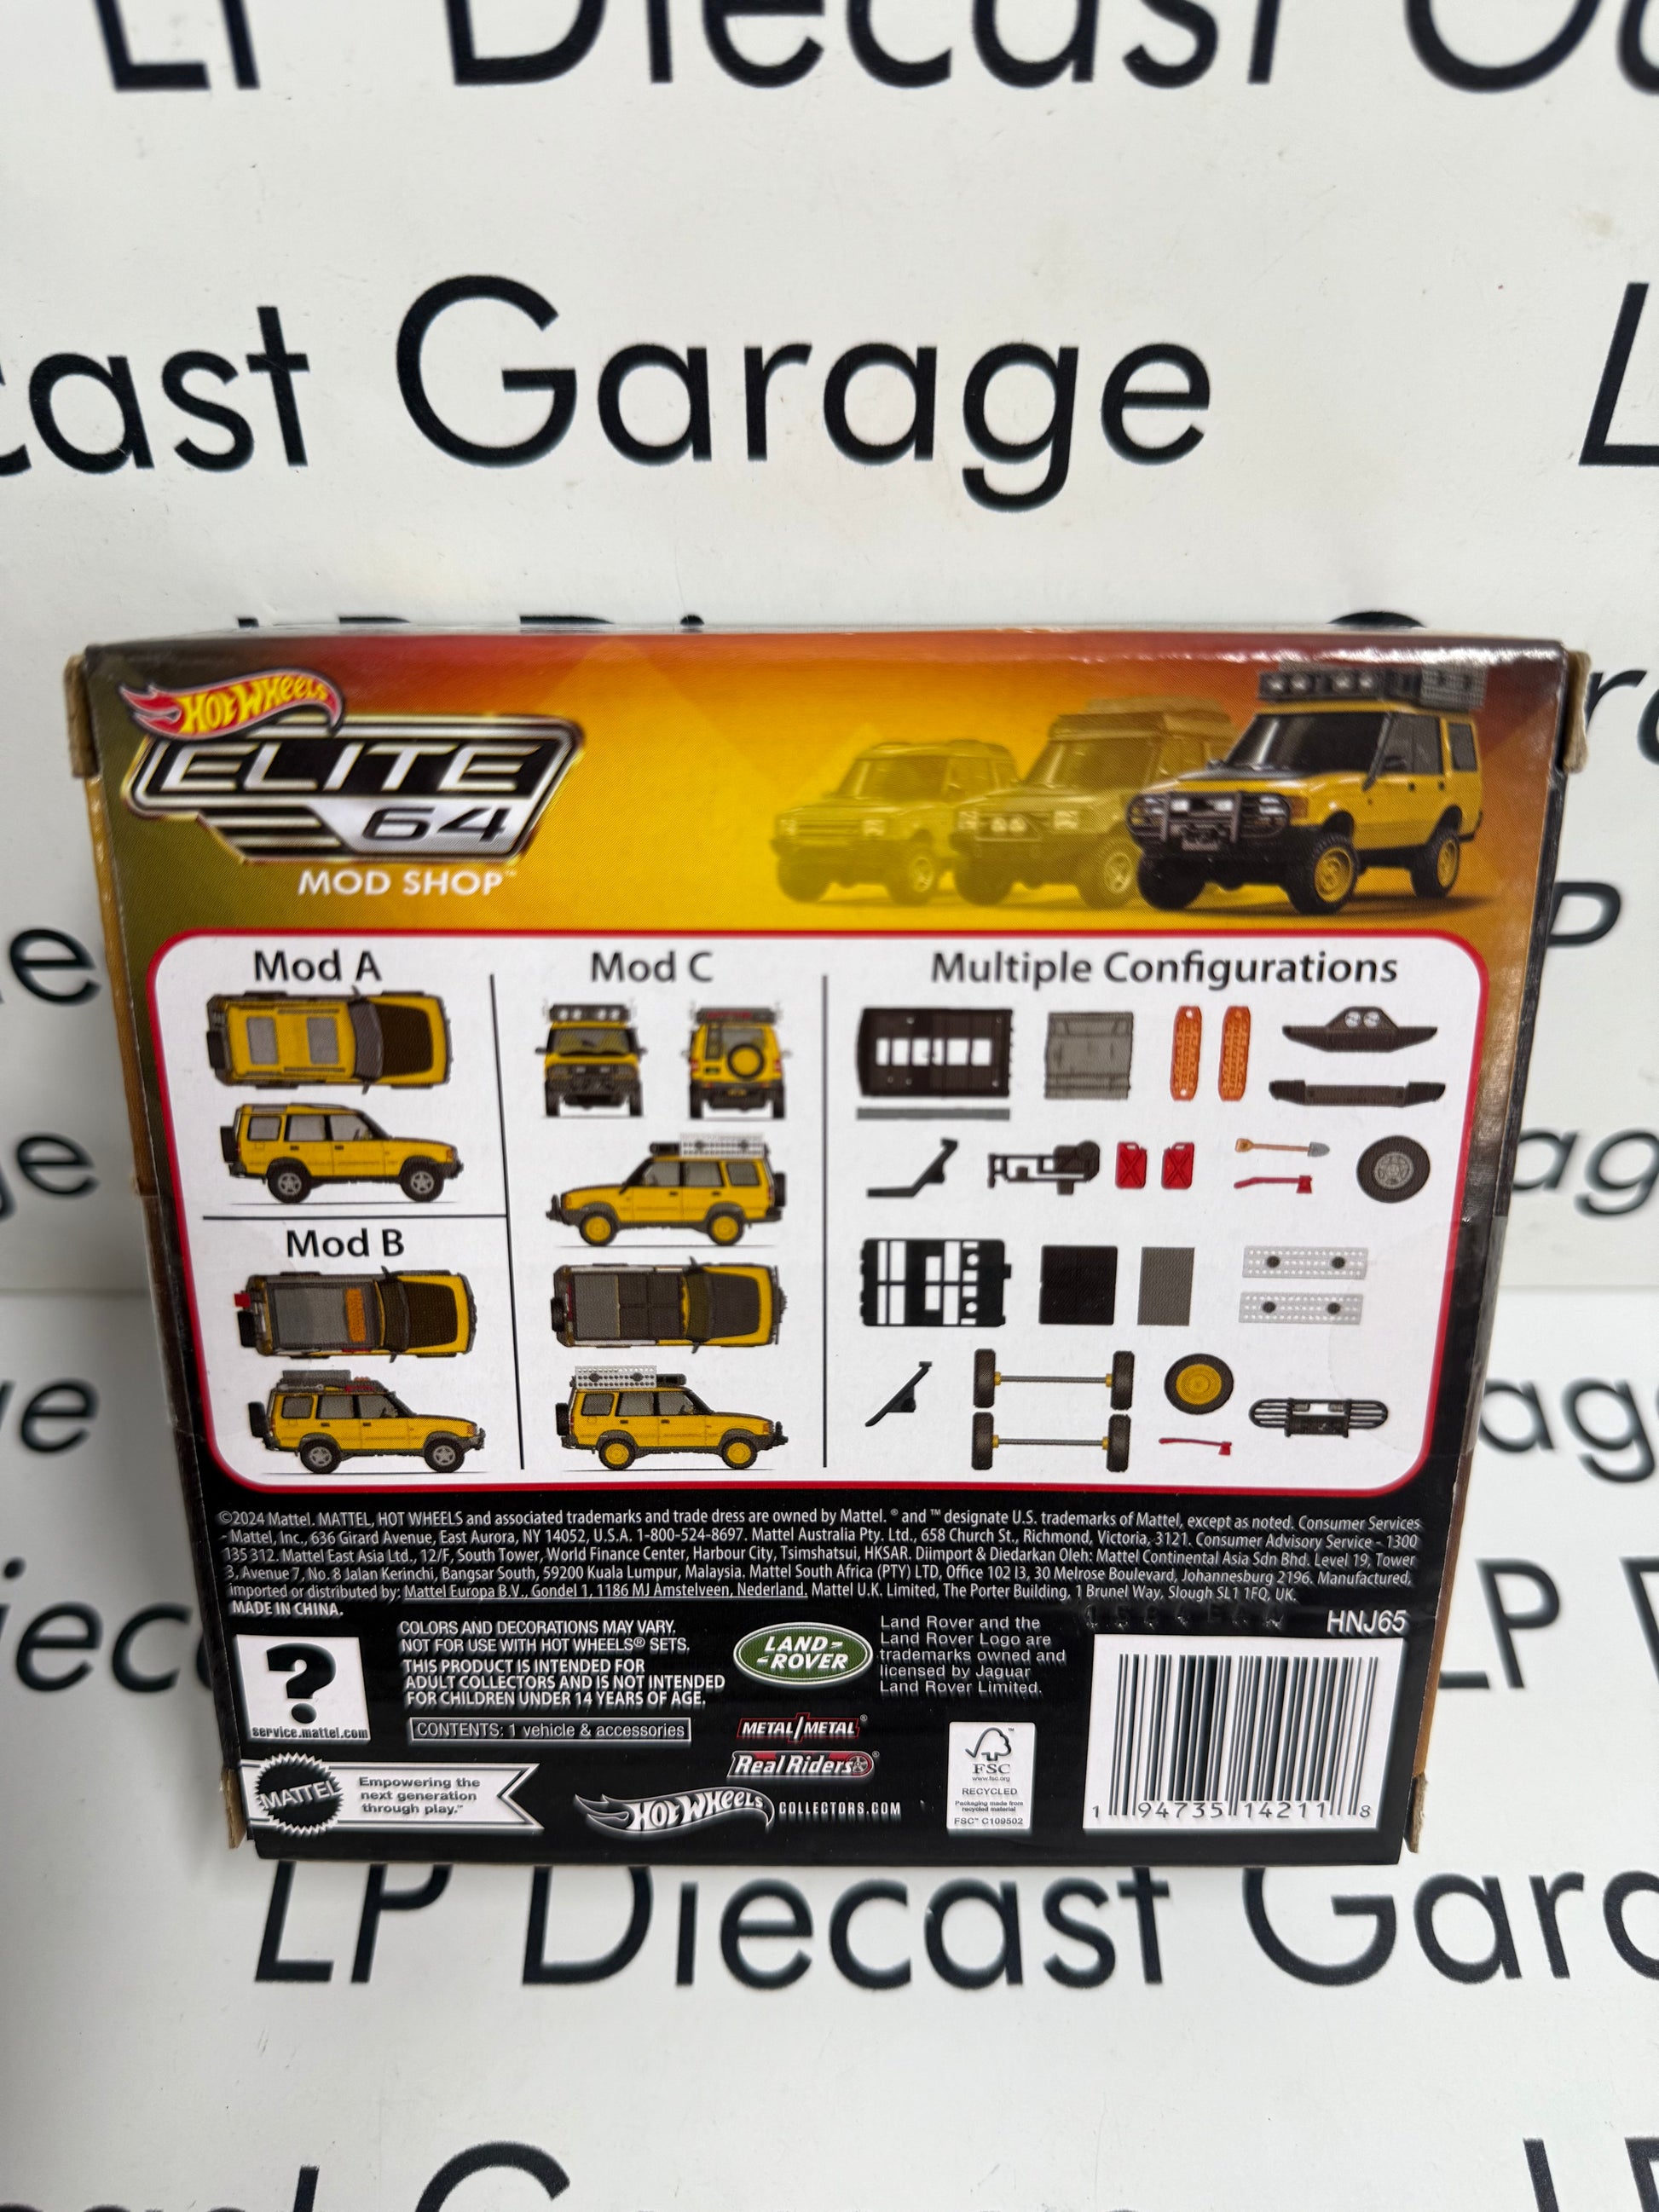 LP Diecast Ga
cast Garage
L
HOT WHEELS
ELITE
64
MOD SHOP™
Mod A
Mod C
Multiple Configurations
Mod B
©2024 Mattel. MATTEL, HOT WHEELS and associated trademarks and trade dress are owned by Mattel. ® and ™ designate U.S. trademarks of Mattel, except as noted. Consumer Services
- Mattel, Inc., 636 Girard Avenue, East Aurora, NY 14052, U.S.A. 1-800-524-8697. Mattel Australia Pty. Ltd., 658 Church St., Richmond, Victoria, 3121. Consumer Advisory Service - 1300
135 312. Mattel East Asia Ltd., 12/F, South Tower, World Finance Center, Harbour City, Tsimshatsui, HKSAR. Diimport & Diedarkan Oleh: Mattel Continental Asia Sdn Bhd. Level 19, Tower
3, Avenue 7, No. 8 Jalan Kerinchi, Bangsar South, 59200 Kuala Lumpur, Malaysia. Mattel South Africa (PTY) LTD, Office 102 I3, 30 Melrose Boulevard, Johannesburg 2196. Manufactured,
imported or distributed by: Mattel Europa B.V., Gondel 1, 1186 MJ Amstelveen, Nederland. Mattel U.K. Limited, The Porter Building, 1 Brunel Way, Slough SL1 1FQ, UK.
MADE IN CHINA.
HNJ65
?
service.mattel.com
COLORS AND DECORATIONS MAY VARY.
NOT FOR USE WITH HOT WHEELS® SETS.
THIS PRODUCT IS INTENDED FOR
ADULT COLLECTORS AND IS NOT INTENDED
FOR CHILDREN UNDER 14 YEARS OF AGE.
CONTENTS: 1 vehicle & accessories
LAND-
-ROVER
Land Rover and the
Land Rover Logo are
trademarks owned and
licensed by Jaguar
Land Rover Limited.
METAL/METAL®
Real Riders®
MATTEL
Empowering the
next generation
through play.™
HOT WHEELS COLLECTORS.COM
FSC™
www.fsc.org
RECYCLED
Packaging made from
recycled material
FSC™ C109502
1 94735 14211 8
LP Diecast Gara